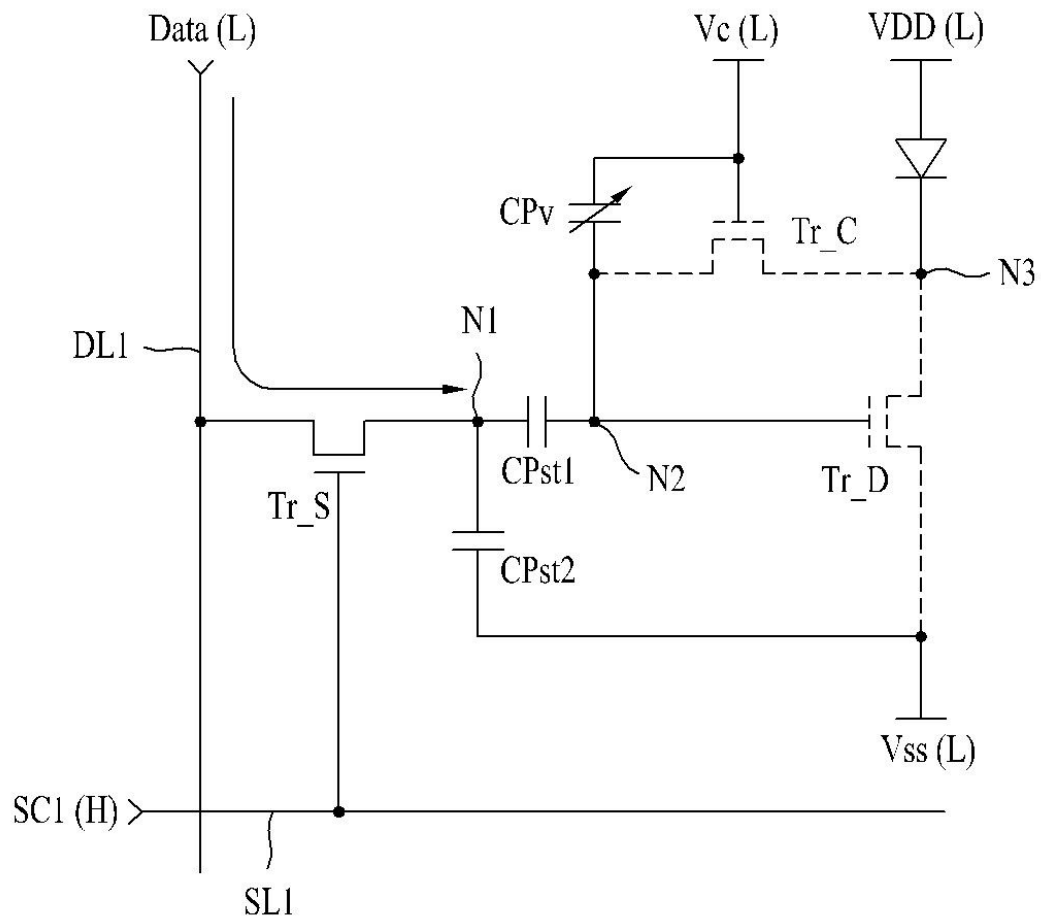 Data (L)
Vc (L)
VDD (L)
CPv
Tr_C
N3
N1
DL1
CPst1
N2
Tr_D
Tr_S
CPst2
Vss (L)
SC1 (H)
SL1